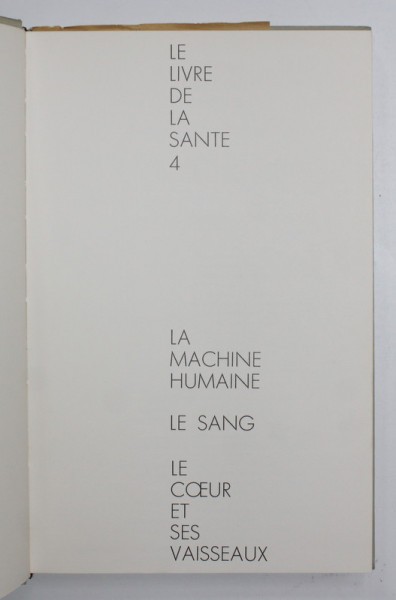 LE
LIVRE
DE
LA
SANTE
4
LA
MACHINE
HUMAINE
LE SANG
LE
CŒUR
ET
SES
VAISSEAUX